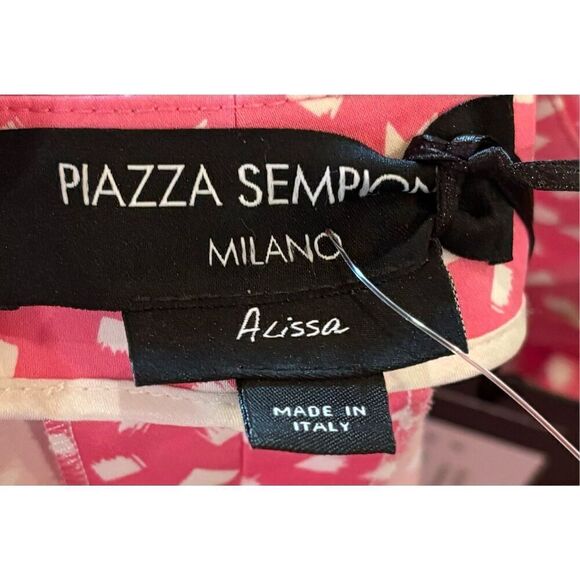 PIAZZA SEMPION
MILANO
Alissa
MADE IN
ITALY